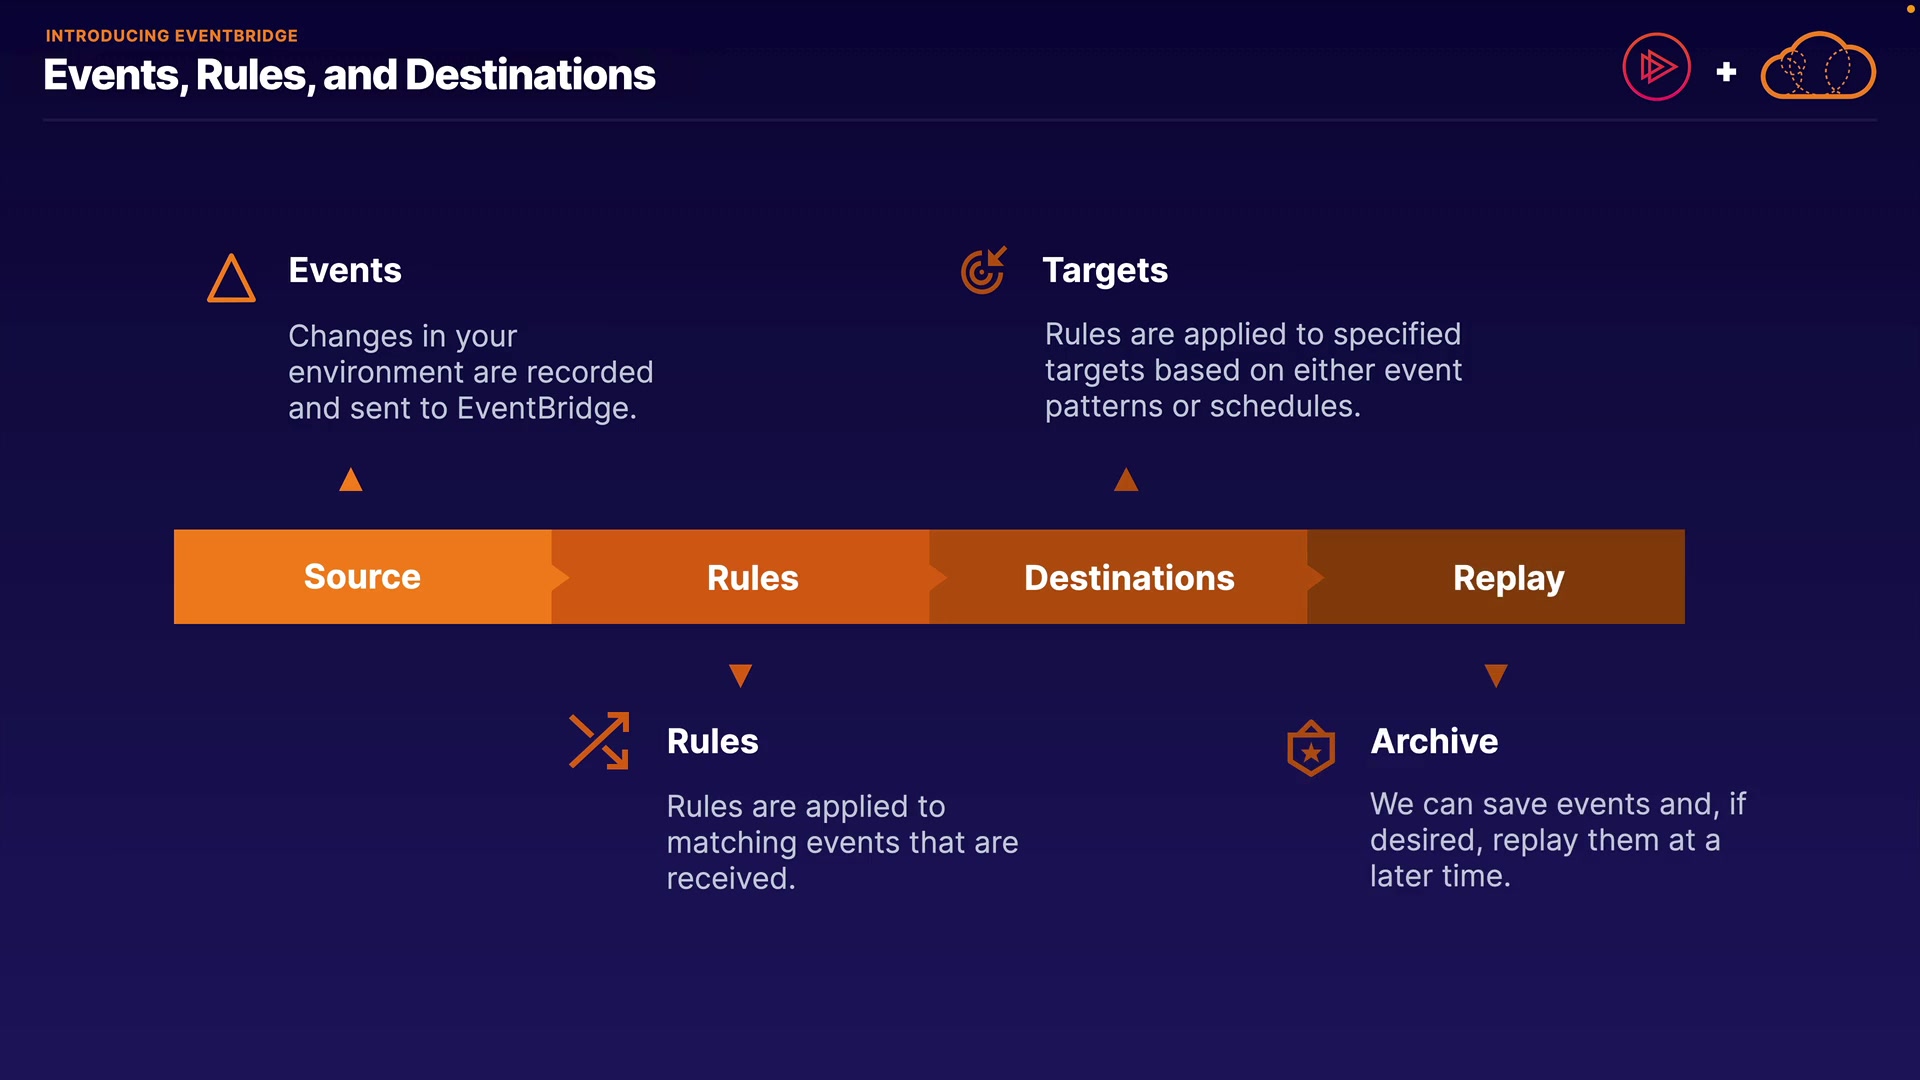 INTRODUCING EVENTBRIDGE
Events, Rules, and Destinations
Events
Changes in your
environment are recorded
and sent to EventBridge.
Targets
Rules are applied to specified
targets based on either event
patterns or schedules.
Source
Rules
Destinations
Replay
Rules
Rules are applied to
matching events that are
received.
Archive
We can save events and, if
desired, replay them at a
later time.